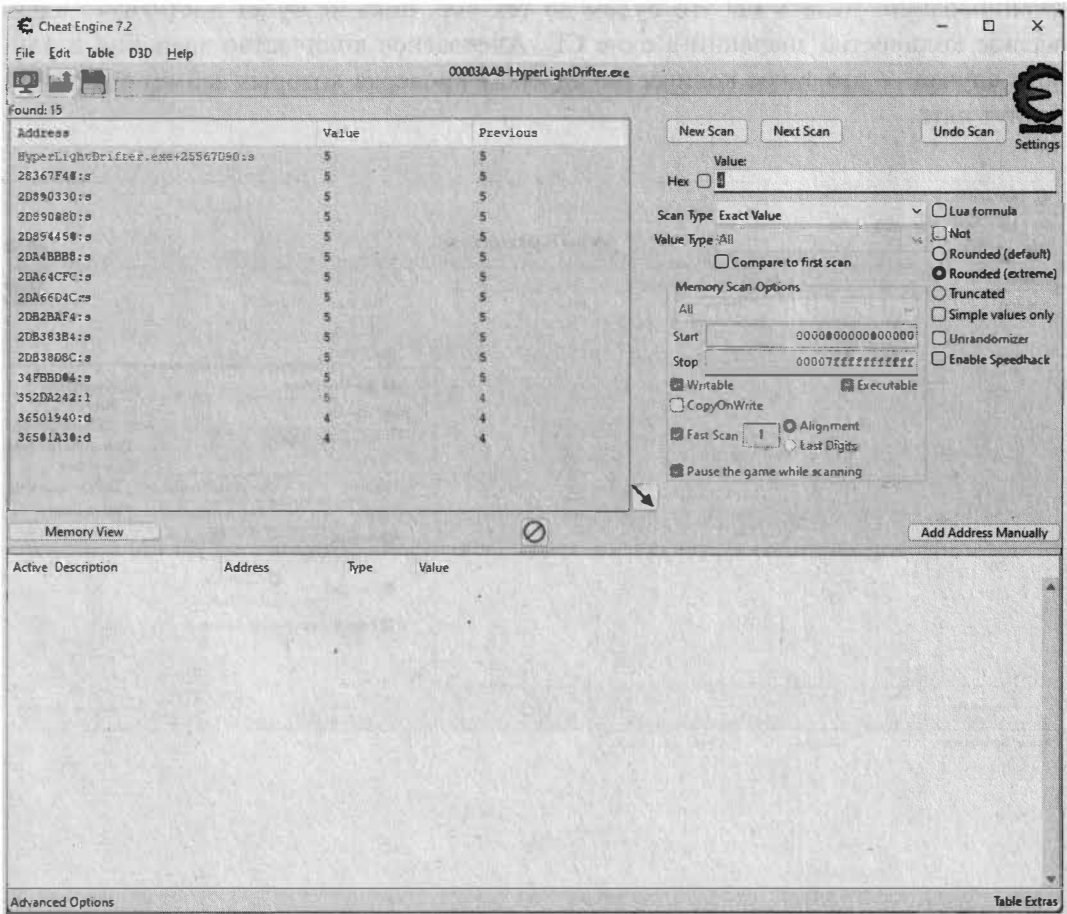 Cheat Engine 7.2
File Edit Table D3D Help
00003AA8-HyperLightDrifter.exe
Found: 15
Address Value Previous
HyperLightDrifter.exe+25567D90:s 5 5
28367F48:s 5 5
2D890330:s 5 5
2D890080:s 5 5
2D894450:s 5 5
2DA4BBB8:s 5 5
2DA64CFC:s 5 5
2DA66D4C:s 5 5
2DB2BAF4:s 5 5
2DB383B4:s 5 5
2DB38D8C:s 5 5
34FBBD04:s 5 5
352DA242:l 5 4
36501940:d 4 4
36501A30:d 4 4
New Scan Next Scan Undo Scan
Settings
Value:
Hex 4
Scan Type Exact Value
Value Type All
Compare to first scan
Lua formula
Not
Rounded (default)
Rounded (extreme)
Truncated
Simple values only
Unrandomizer
Enable Speedhack
Memory Scan Options
All
Start 0000000000000000
Stop 00007fffffffffff
Writable Executable
CopyOnWrite
Fast Scan 1 Alignment
Last Digits
Pause the game while scanning
Memory View Add Address Manually
Active Description Address Type Value
Advanced Options Table Extras